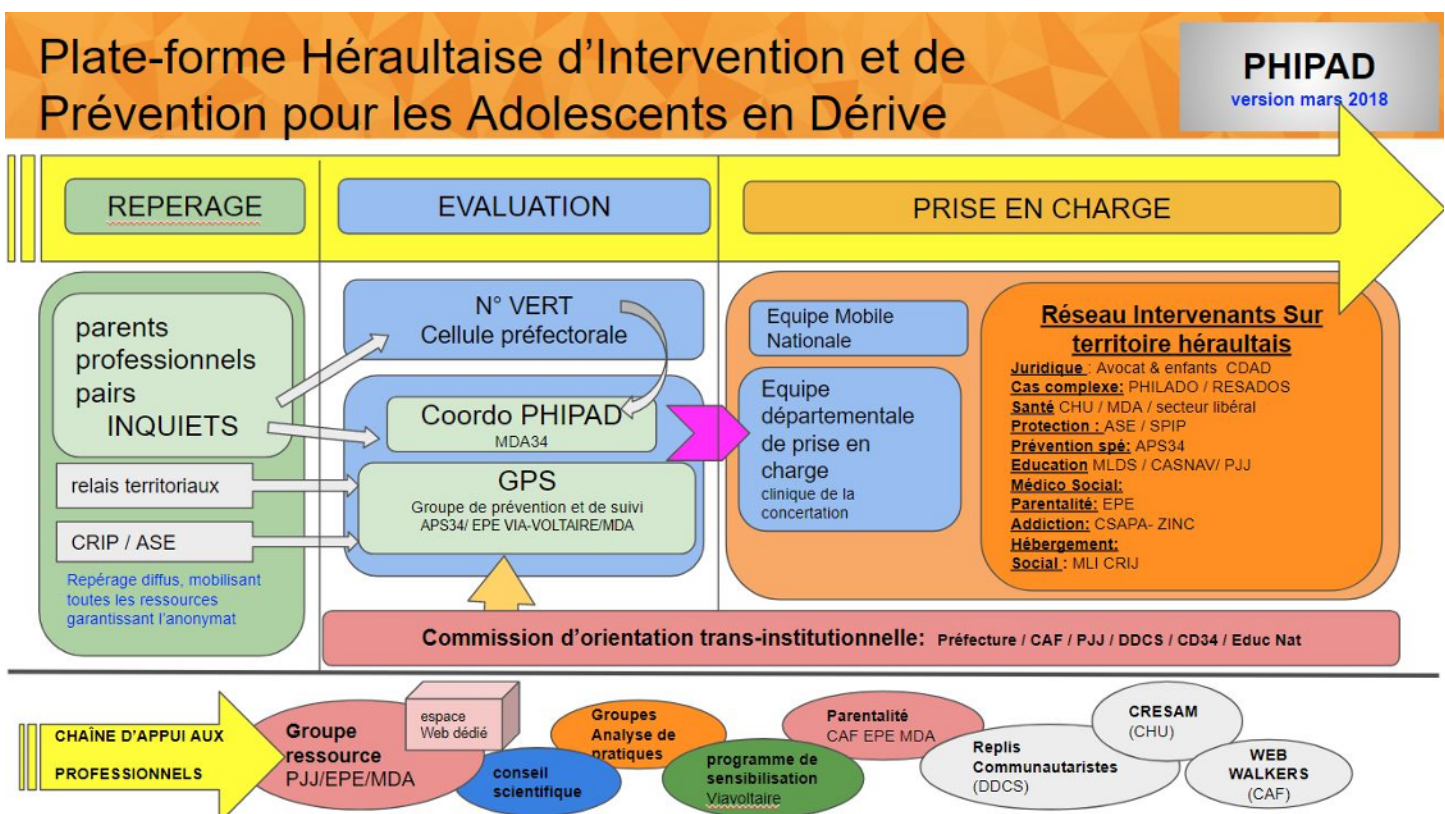 Plate-forme Héraultaise d'Intervention et de
Prévention pour les Adolescents en Dérive
PHIPAD
version mars 2018
REPERAGE
EVALUATION
PRISE EN CHARGE
parents
professionnels
pairs
INQUIETS
relais territoriaux
CRIP / ASE
Repérage diffus, mobilisant
toutes les ressources
garantissant l'anonymat
N° VERT
Cellule préfectorale
Coordo PHIPAD
MDA34
GPS
Groupe de prévention et de suivi
APS34/ EPE VIA-VOLTAIRE/MDA
Equipe Mobile
Nationale
Equipe
départementale
de prise en
charge
clinique de la
concertation
Réseau Intervenants Sur
territoire héraultais
Juridique : Avocat & enfants CDAD
Cas complexe: PHILADO / RESADOS
Santé CHU / MDA / secteur libéral
Protection : ASE / SPIP
Prévention spé: APS34
Education MLDS / CASNAV/ PJJ
Médico Social:
Parentalité: EPE
Addiction: CSAPA- ZINC
Hébergement:
Social : MLI CRIJ
Commission d'orientation trans-institutionnelle: Préfecture / CAF / PJJ / DDCS / CD34 / Educ Nat
CHAÎNE D'APPUI AUX
PROFESSIONNELS
Groupe
ressource
PJJ/EPE/MDA
espace
Web dédié
conseil
scientifique
Groupes
Analyse de
pratiques
programme de
sensibilisation
Viavoltaire
Parentalité
CAF EPE MDA
Replis
Communautaristes
(DDCS)
CRESAM
(CHU)
WEB
WALKERS
(CAF)